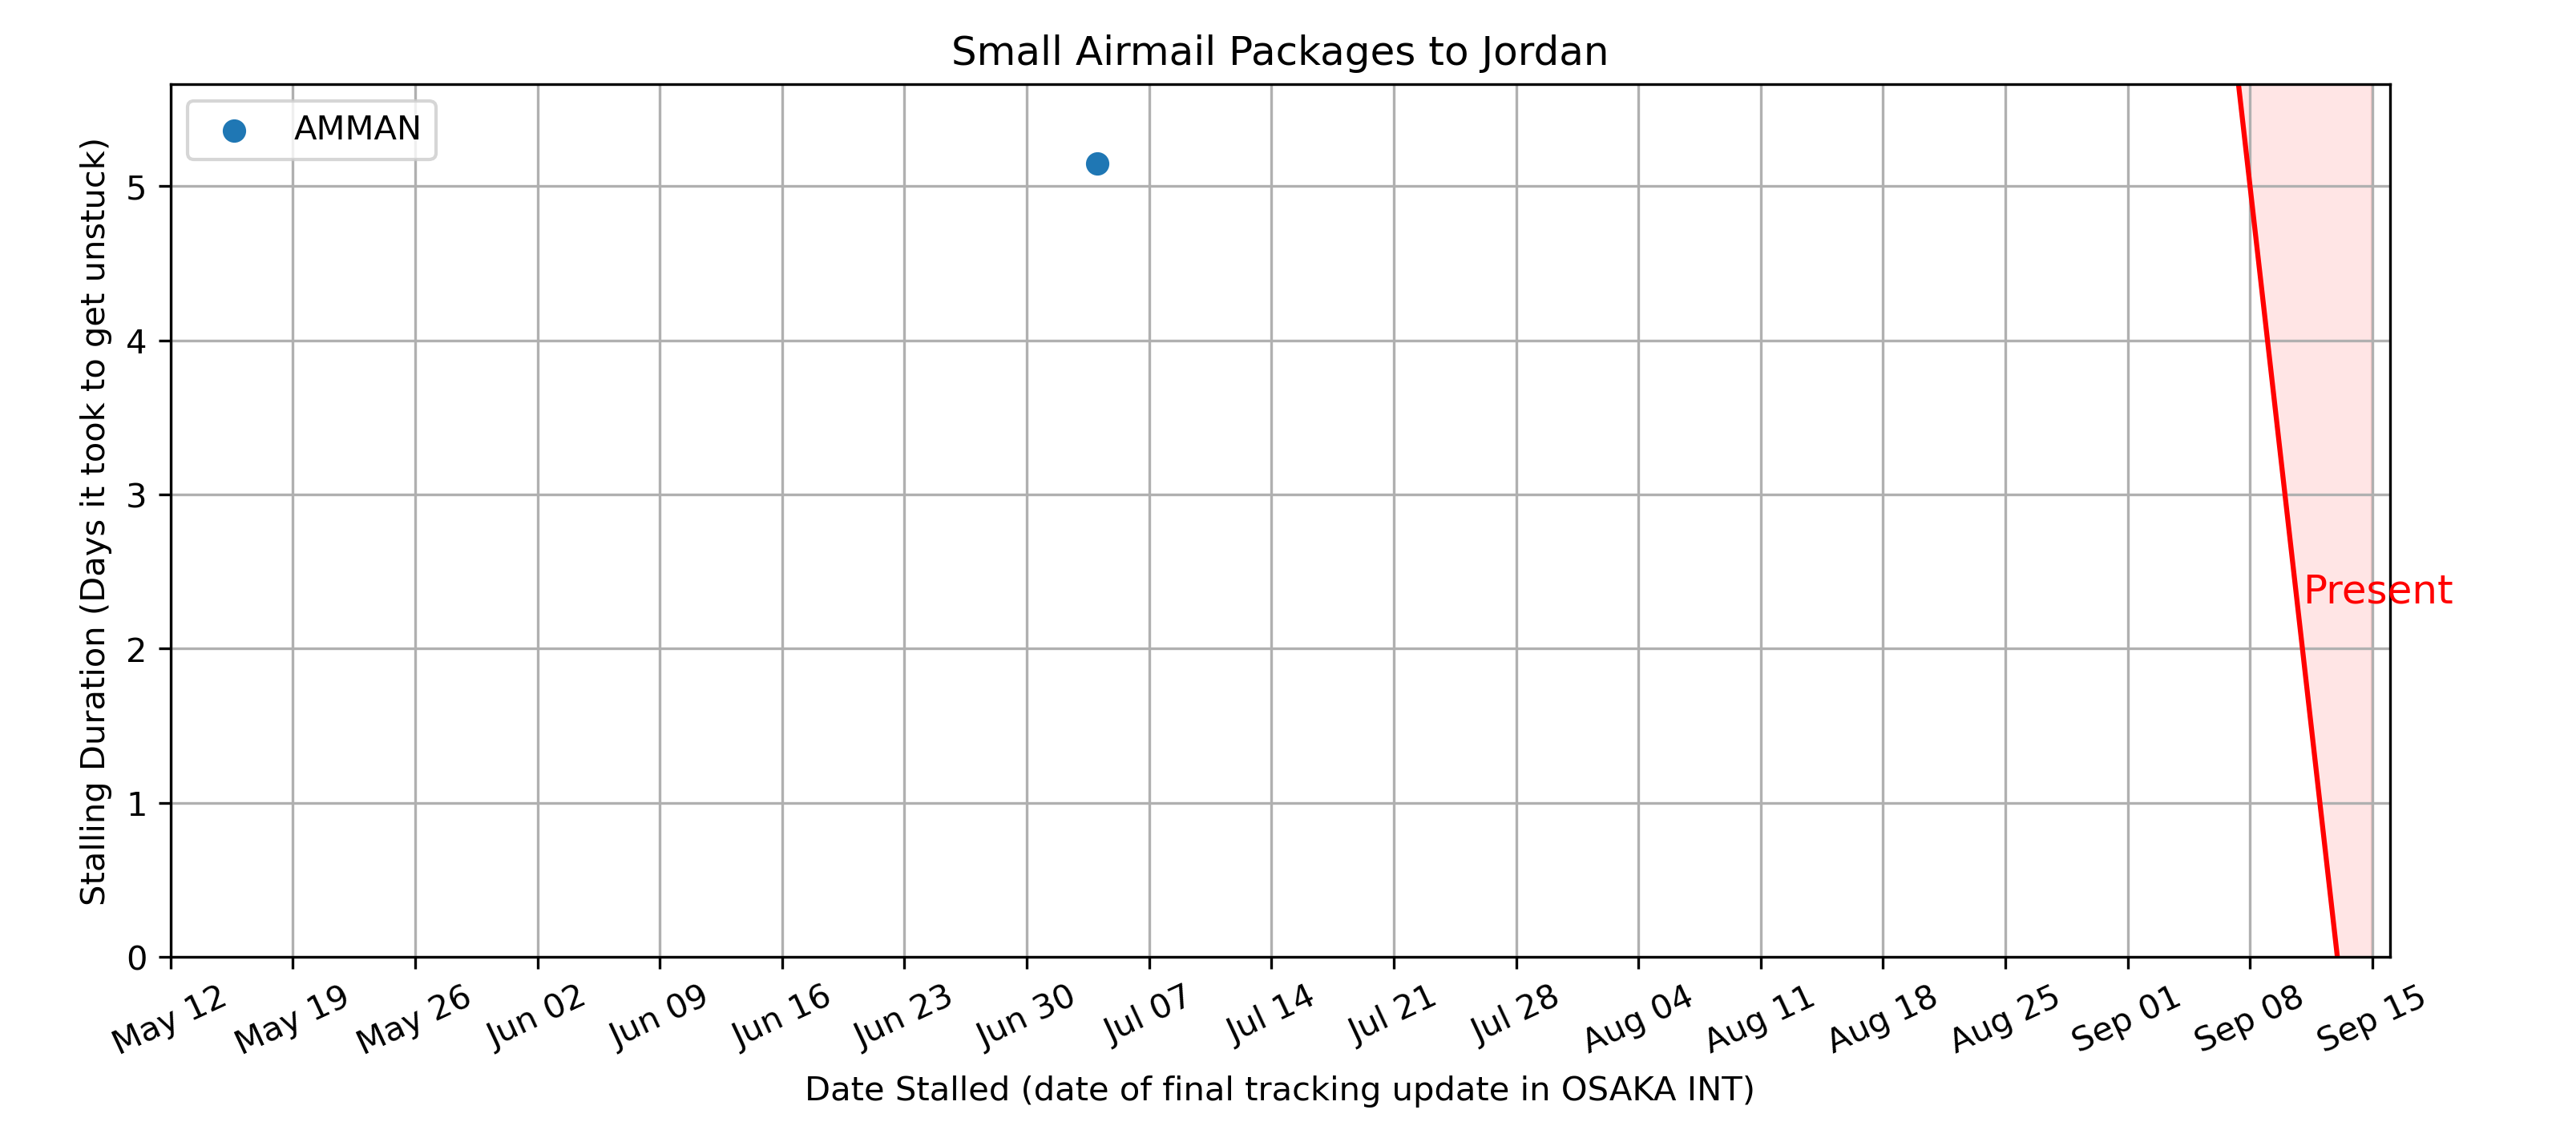 Small Airmail Packages to Jordan
AMMAN
Stalling Duration (Days it took to get unstuck)
5
4
3
2
1
0
Present
May 12
May 19
May 26
Jun 02
Jun 09
Jun 16
Jun 23
Jun 30
Jul 07
Jul 14
Jul 21
Jul 28
Aug 04
Aug 11
Aug 18
Aug 25
Sep 01
Sep 08
Sep 15
Date Stalled (date of final tracking update in OSAKA INT)